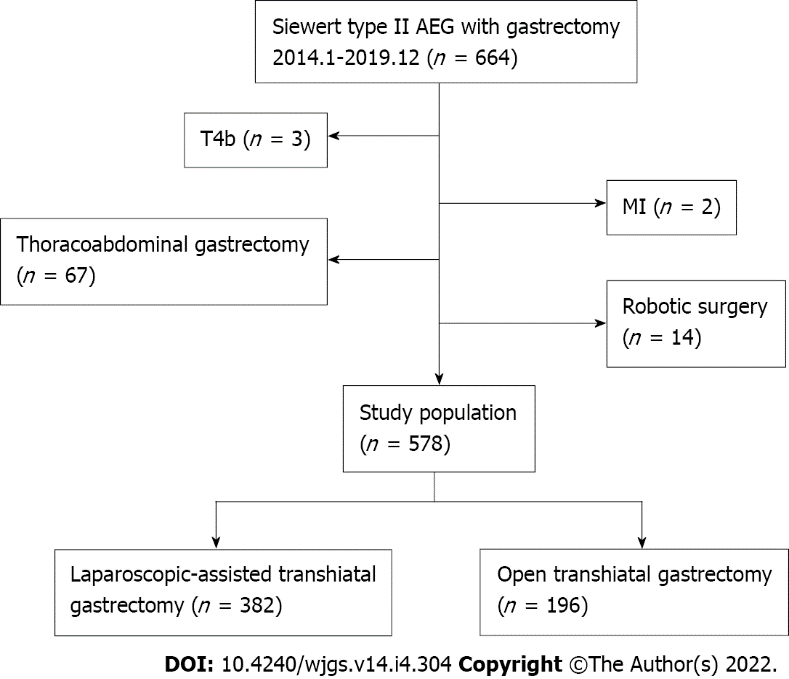 Siewert type II AEG with gastrectomy
2014.1-2019.12 (n = 664)
T4b (n = 3)
MI (n = 2)
Thoracoabdominal gastrectomy
(n = 67)
Robotic surgery
(n = 14)
Study population
(n = 578)
Laparoscopic-assisted transhiatal
gastrectomy (n = 382)
Open transhiatal gastrectomy
(n = 196)
DOI: 10.4240/wjgs.v14.i4.304 Copyright ©The Author(s) 2022.